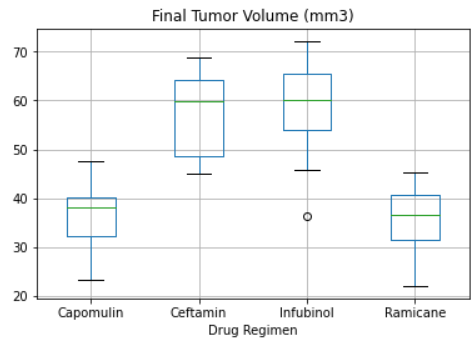 Final Tumor Volume (mm3)
70
60
50
40
30
20
Capomulin Ceftamin Infubinol Ramicane
Drug Regimen